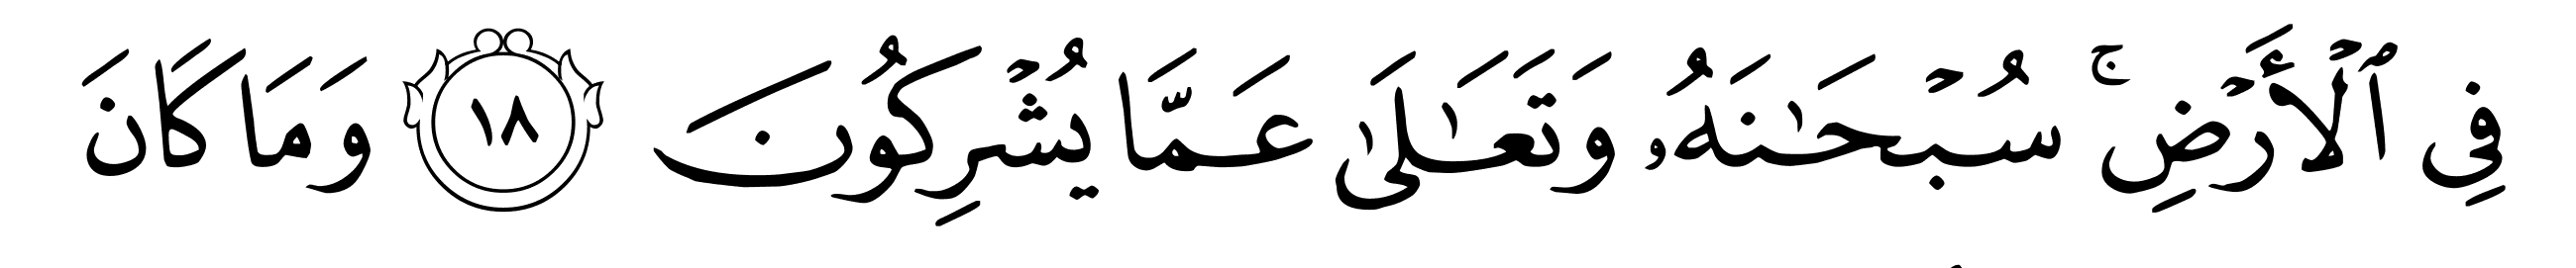 فِي ٱلْأَرْضِۚ سُبْحَٰنَهُۥ وَتَعَٰلَىٰ عَمَّا يُشْرِكُونَ ١٨ وَمَا كَانَ